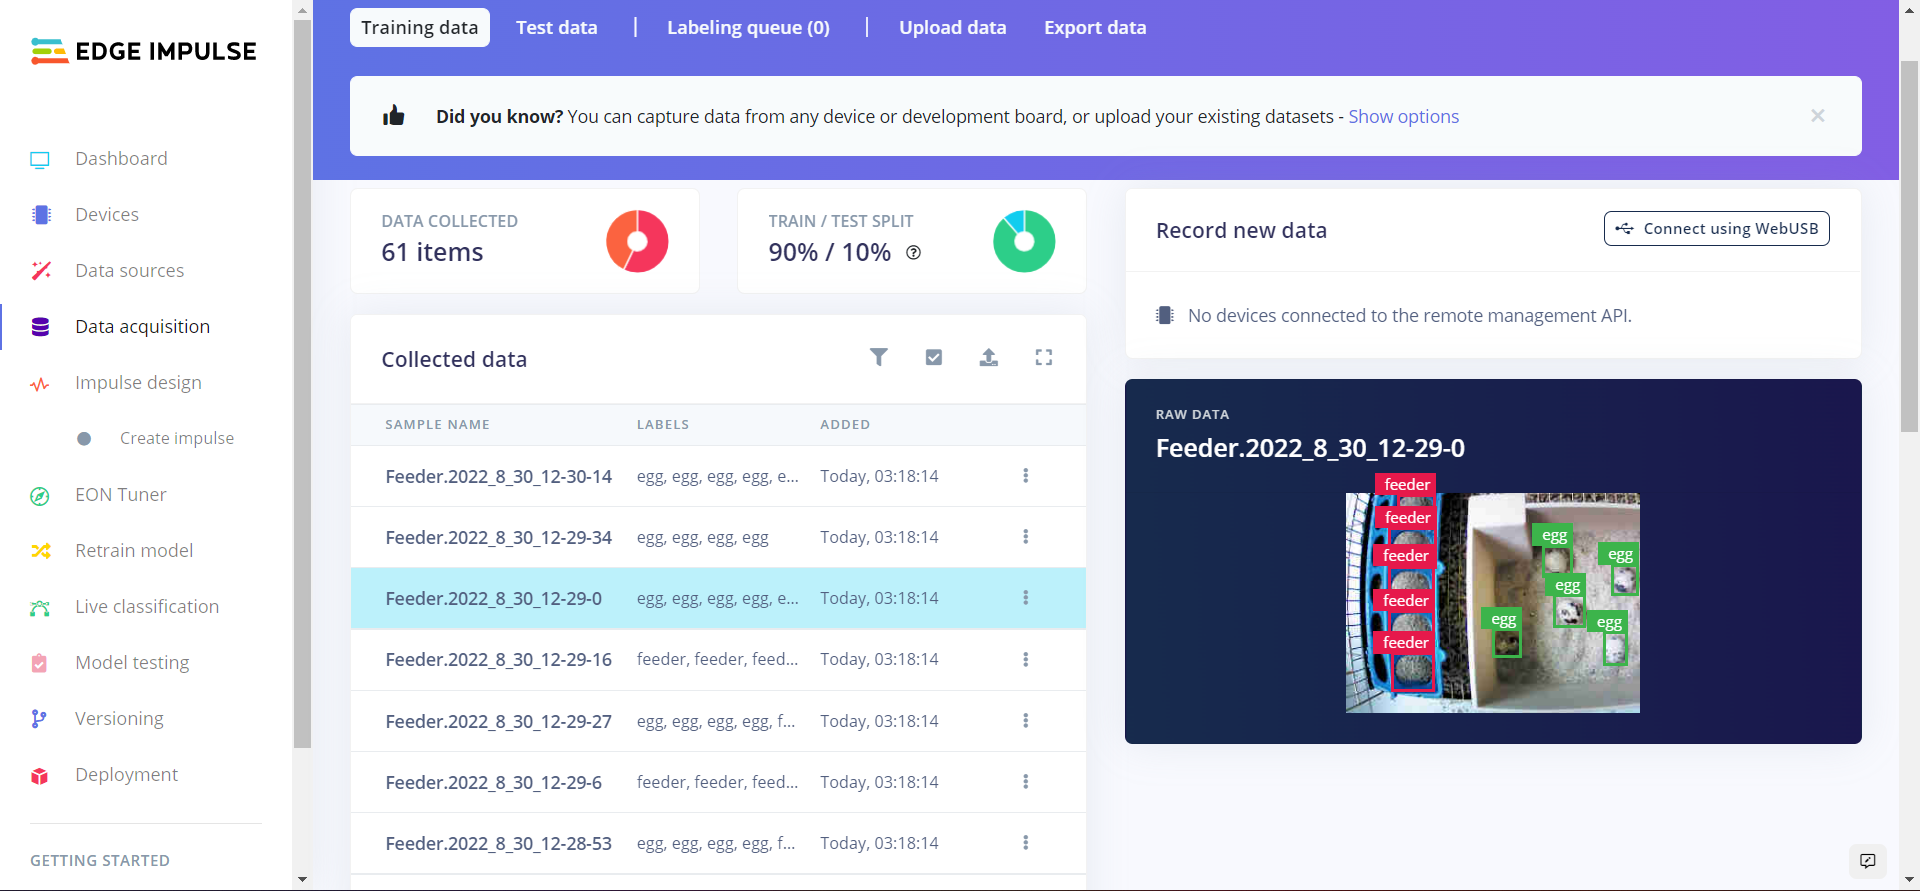 EDGE IMPULSE
Dashboard
Devices
Data sources
Data acquisition
Impulse design
Create impulse
EON Tuner
Retrain model
Live classification
Model testing
Versioning
Deployment
GETTING STARTED
Training data Test data | Labeling queue (0) | Upload data Export data
Did you know? You can capture data from any device or development board, or upload your existing datasets - Show options
DATA COLLECTED
61 items
TRAIN / TEST SPLIT
90% / 10%
Collected data
SAMPLE NAME LABELS ADDED
Feeder.2022_8_30_12-30-14 egg, egg, egg, egg, e... Today, 03:18:14
Feeder.2022_8_30_12-29-34 egg, egg, egg, egg Today, 03:18:14
Feeder.2022_8_30_12-29-0 egg, egg, egg, egg, e... Today, 03:18:14
Feeder.2022_8_30_12-29-16 feeder, feeder, feed... Today, 03:18:14
Feeder.2022_8_30_12-29-27 egg, egg, egg, egg, f... Today, 03:18:14
Feeder.2022_8_30_12-29-6 feeder, feeder, feed... Today, 03:18:14
Feeder.2022_8_30_12-28-53 egg, egg, egg, egg, f... Today, 03:18:14
Record new data
Connect using WebUSB
No devices connected to the remote management API.
RAW DATA
Feeder.2022_8_30_12-29-0
feeder
feeder
feeder
feeder
feeder
egg
egg
egg
egg
egg